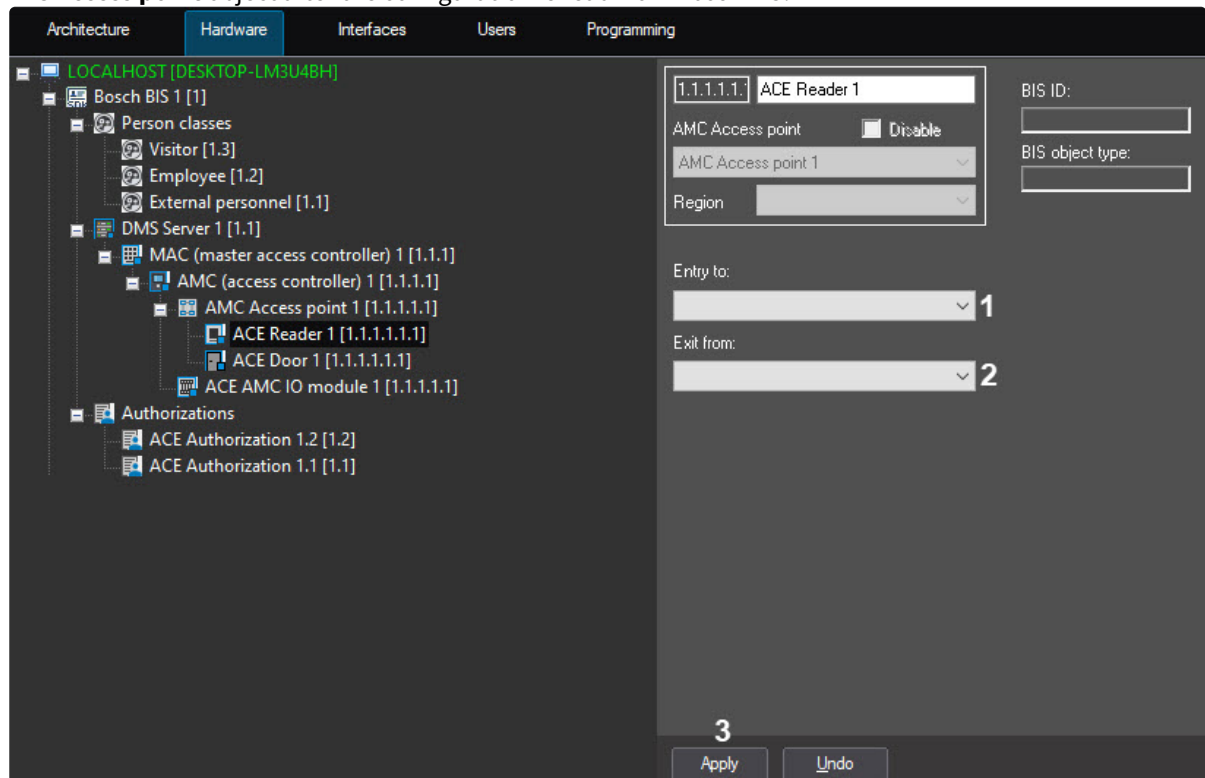 Architecture Hardware Interfaces Users Programming
LOCALHOST [DESKTOP-LM3U4BH]
Bosch BIS 1 [1]
Person classes
Visitor [1.3]
Employee [1.2]
External personnel [1.1]
DMS Server 1 [1.1]
MAC (master access controller) 1 [1.1.1]
AMC (access controller) 1 [1.1.1.1]
AMC Access point 1 [1.1.1.1.1]
ACE Reader 1 [1.1.1.1.1.1]
ACE Door 1 [1.1.1.1.1.1]
ACE AMC IO module 1 [1.1.1.1.1]
Authorizations
ACE Authorization 1.2 [1.2]
ACE Authorization 1.1 [1.1]
1.1.1.1.1. ACE Reader 1
AMC Access point Disable
AMC Access point 1
Region
BIS ID:
BIS object type:
Entry to:
1
Exit from:
2
3
Apply Undo